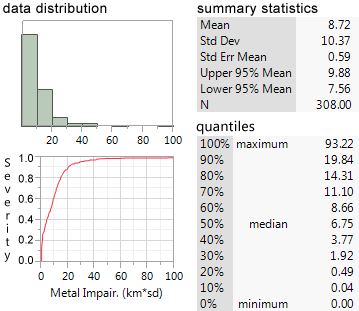 data distribution
20 40 60 80 100
Severity
1.0
0.8
0.6
0.4
0.2
0.0
0 20 40 60 80 100
Metal Impair. (km*sd)
summary statistics
Mean 8.72
Std Dev 10.37
Std Err Mean 0.59
Upper 95% Mean 9.88
Lower 95% Mean 7.56
N 308.00
quantiles
100% maximum 93.22
90% 19.84
80% 14.31
70% 11.10
60% 8.66
50% median 6.75
40% 3.77
30% 1.92
20% 0.49
10% 0.04
0% minimum 0.00